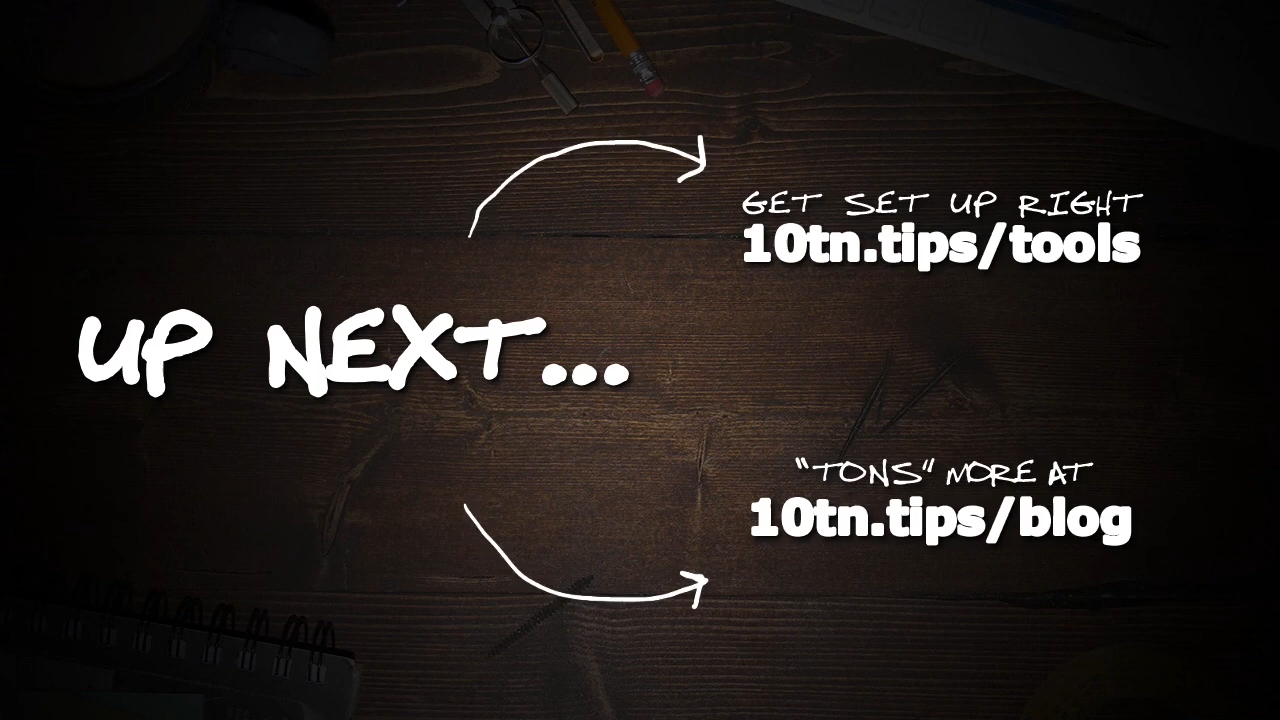 UP NEXT...
GET SET UP RIGHT
10tn.tips/tools
"TONS" MORE AT
10tn.tips/blog